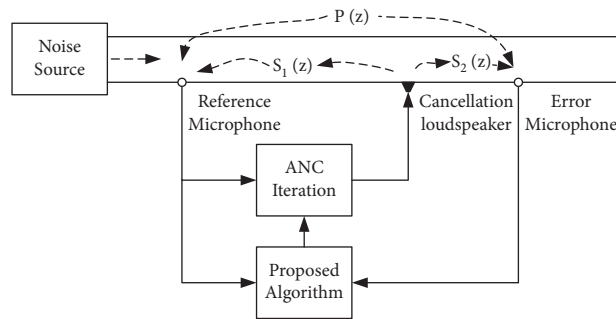 P (z)
Noise
Source
S1 (z)
S2 (z)
Reference
Microphone
Cancellation
loudspeaker
Error
Microphone
ANC
Iteration
Proposed
Algorithm